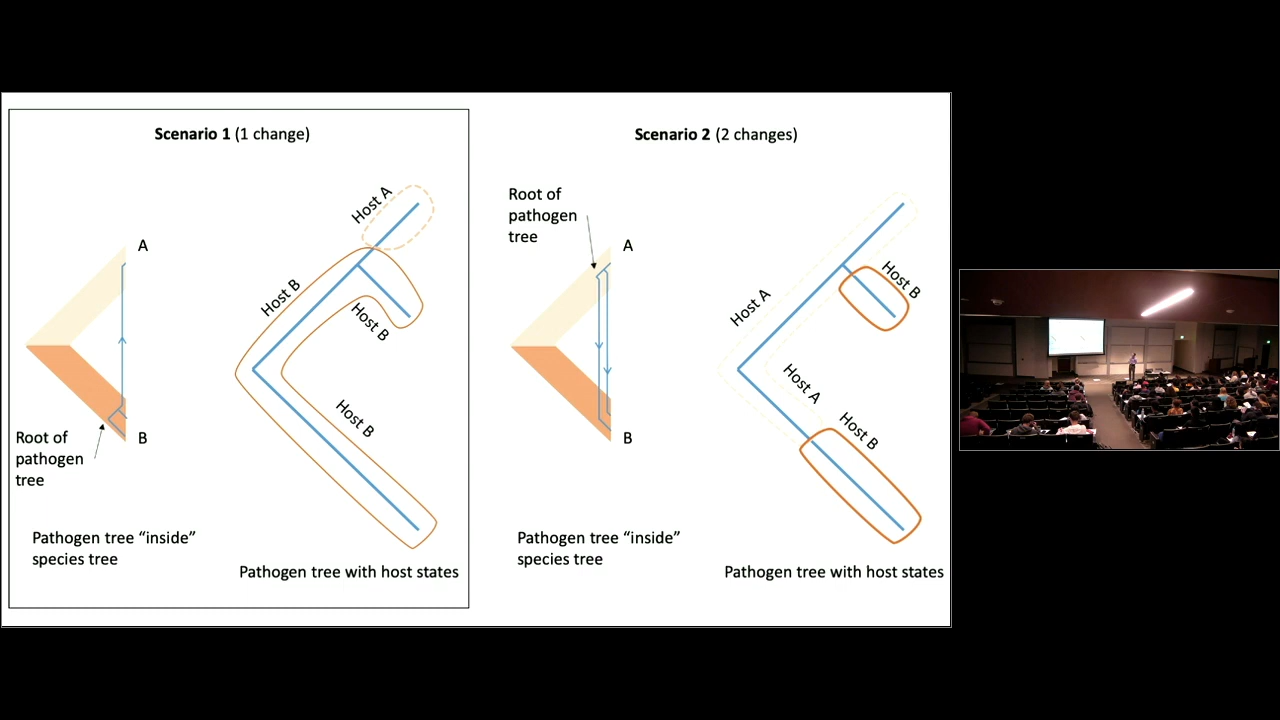 Scenario 1 (1 change)
Host A
A
Host B
Host B
Host B
B
Root of
pathogen
tree
Pathogen tree “inside”
species tree
Pathogen tree with host states
Scenario 2 (2 changes)
Root of
pathogen
tree
A
Host B
Host A
Host A
Host B
B
Pathogen tree “inside”
species tree
Pathogen tree with host states